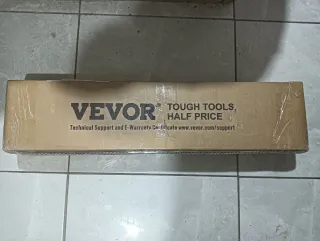 VEVOR® TOUGH TOOLS,
HALF PRICE
Technical Support and E-Warranty Certificate www.vevor.com/support